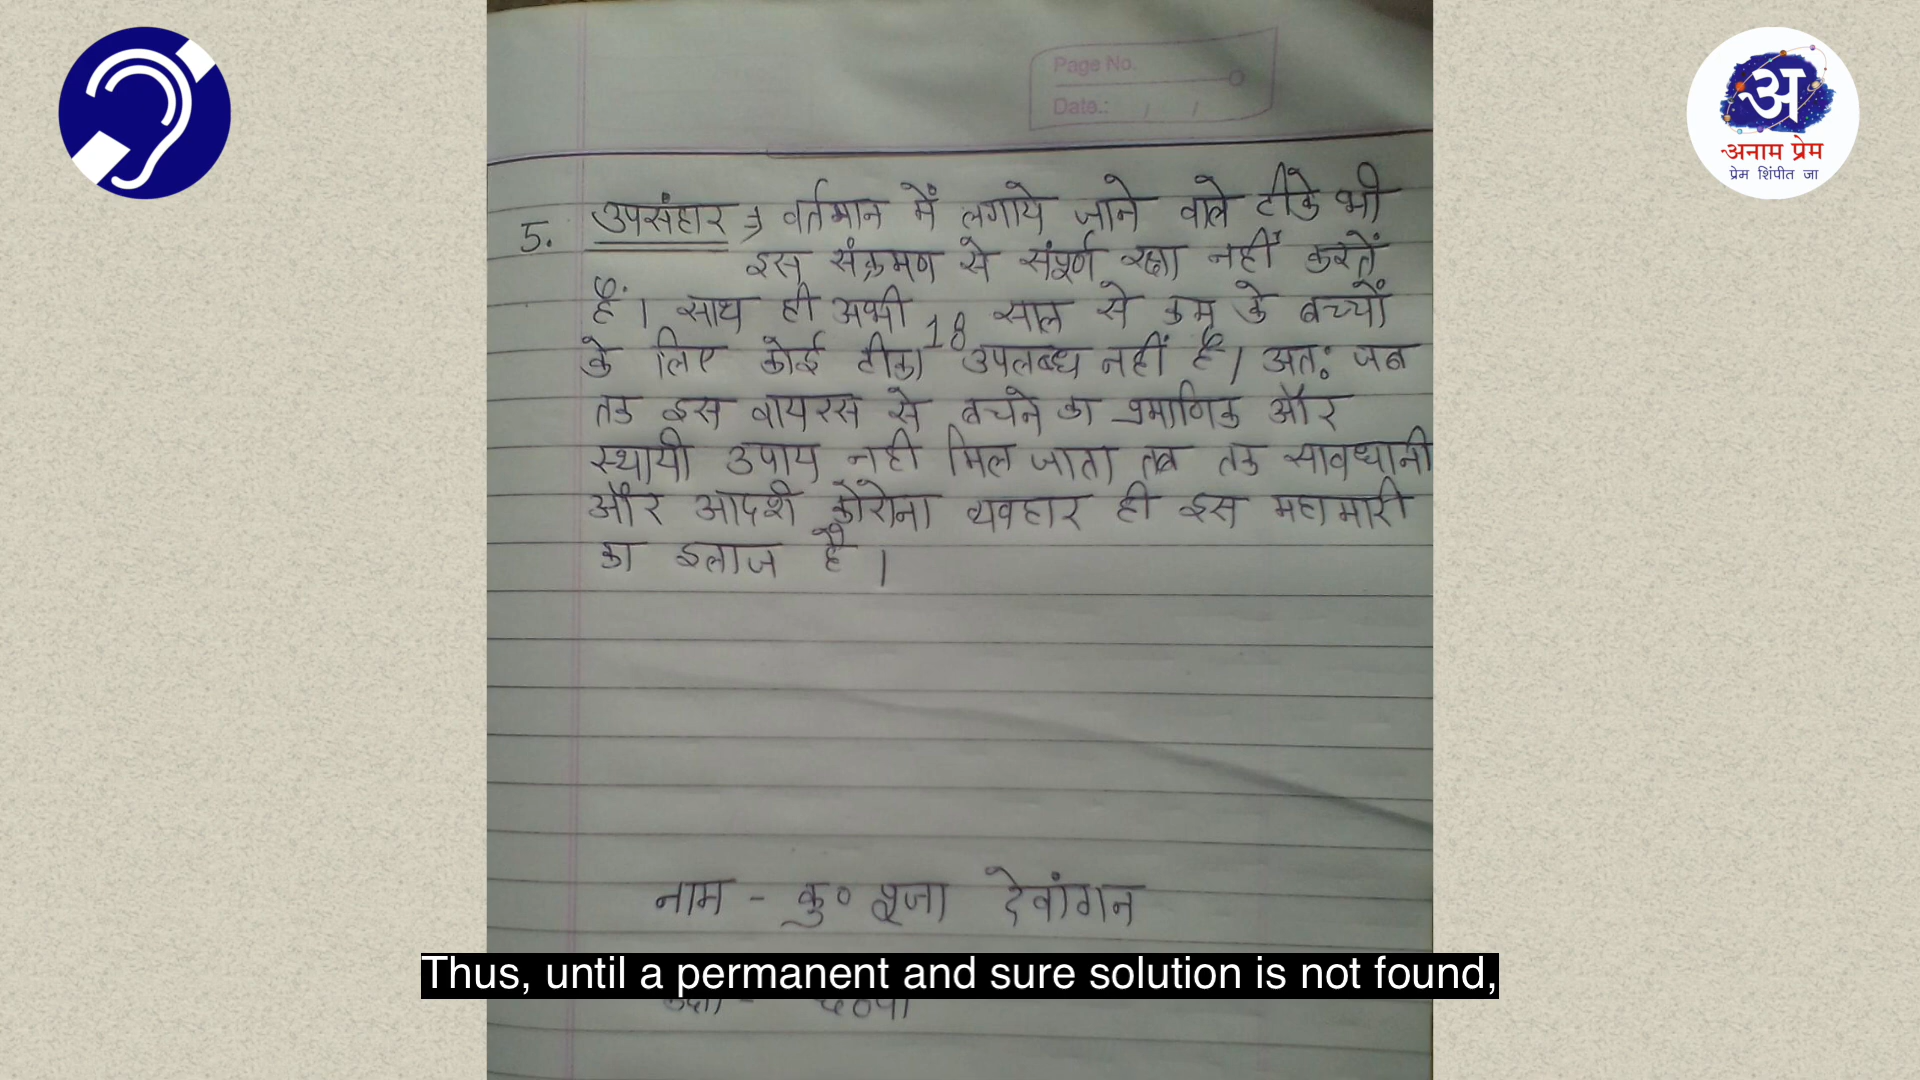 Page No.
Date.: / /
अनाम प्रेम
प्रेम शिंपीत जा
5. उपसंहार ⇒ वर्तमान में लगाये जाने वाले टीके भी
इस संक्रमण से संपूर्ण रक्षा नहीं करतें
हैं। साथ ही अभी 18 साल से कम के बच्चों
के लिए कोई टीका उपलब्ध नहीं है। अतः जब
तक इस वायरस से बचने का प्रमाणिक और
स्थायी उपाय नही मिल जाता तब तक सावधानी
और आदर्श कोरोना व्यवहार ही इस महामारी
का इलाज है।
नाम - कु० पूजा देवांगन
Thus, until a permanent and sure solution is not found,